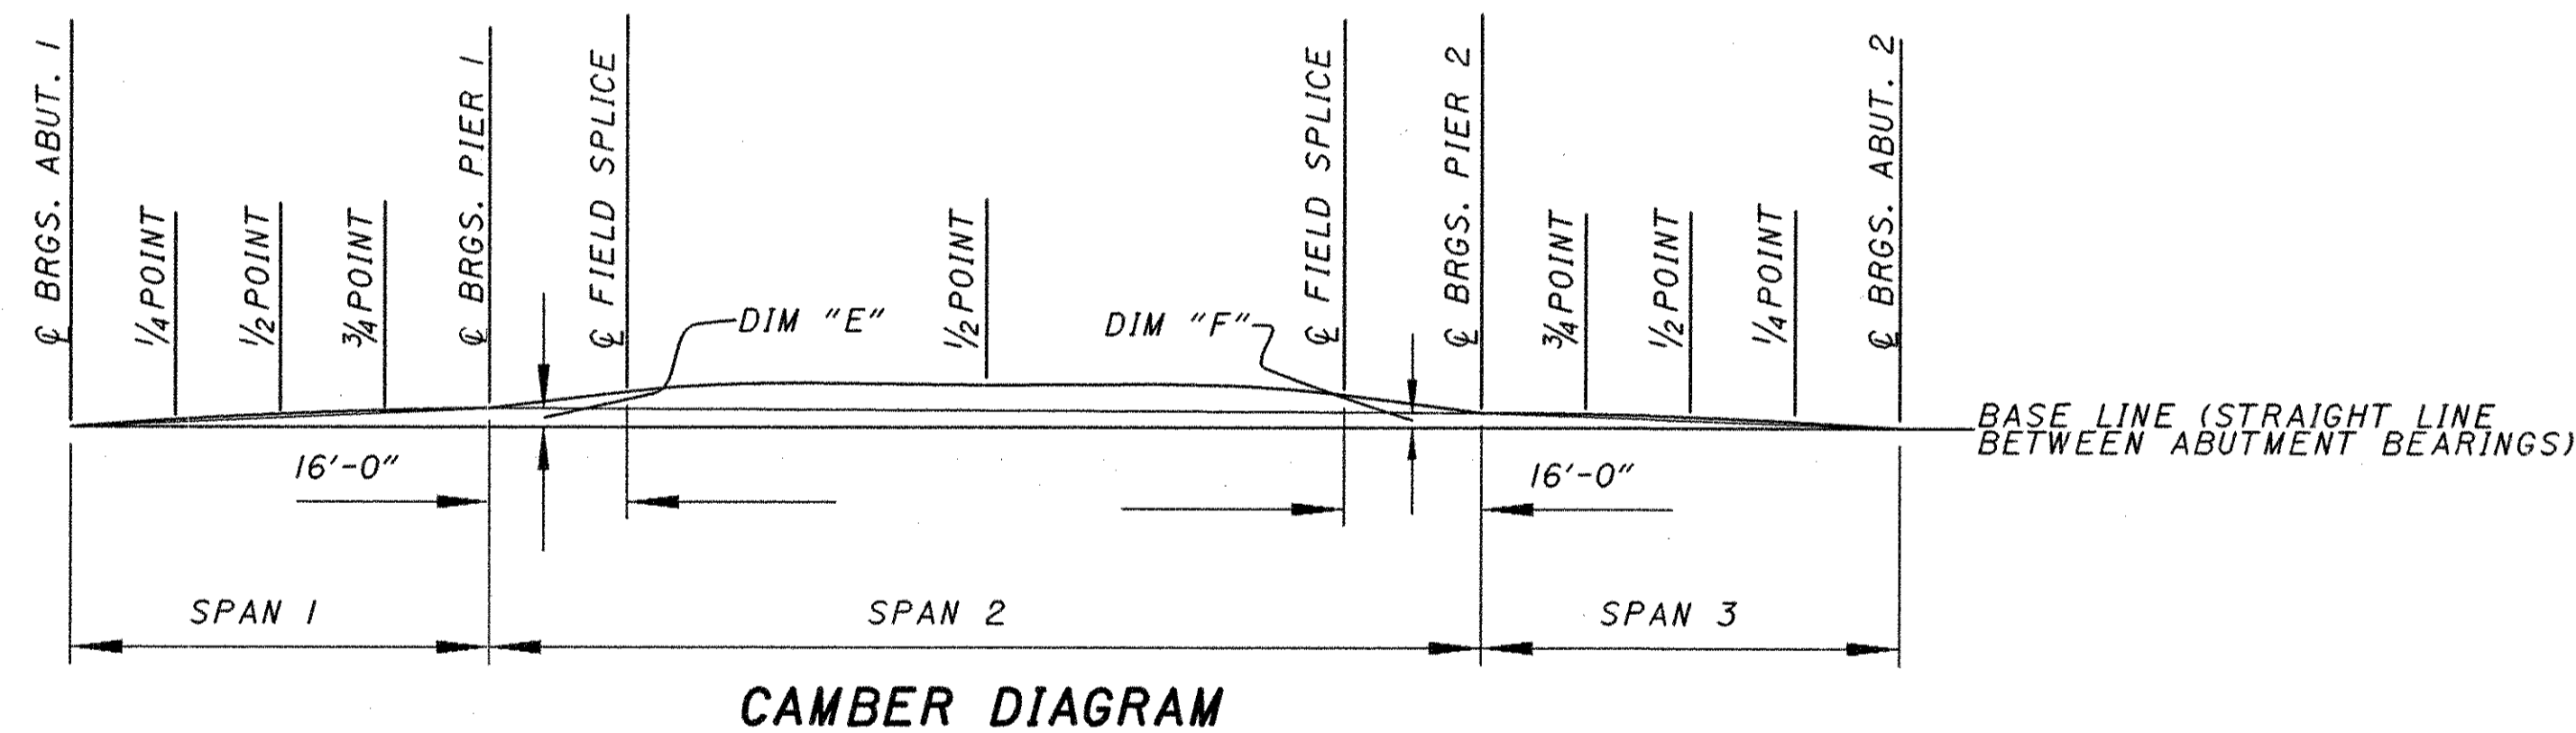 ℄ BRGS. ABUT. 1
1/4 POINT
1/2 POINT
3/4 POINT
℄ BRGS. PIER 1
℄ FIELD SPLICE
1/2 POINT
℄ FIELD SPLICE
℄ BRGS. PIER 2
3/4 POINT
1/2 POINT
1/4 POINT
℄ BRGS. ABUT. 2
DIM "E"
DIM "F"
BASE LINE (STRAIGHT LINE
BETWEEN ABUTMENT BEARINGS)
16'-0"
16'-0"
SPAN 1
SPAN 2
SPAN 3
CAMBER DIAGRAM